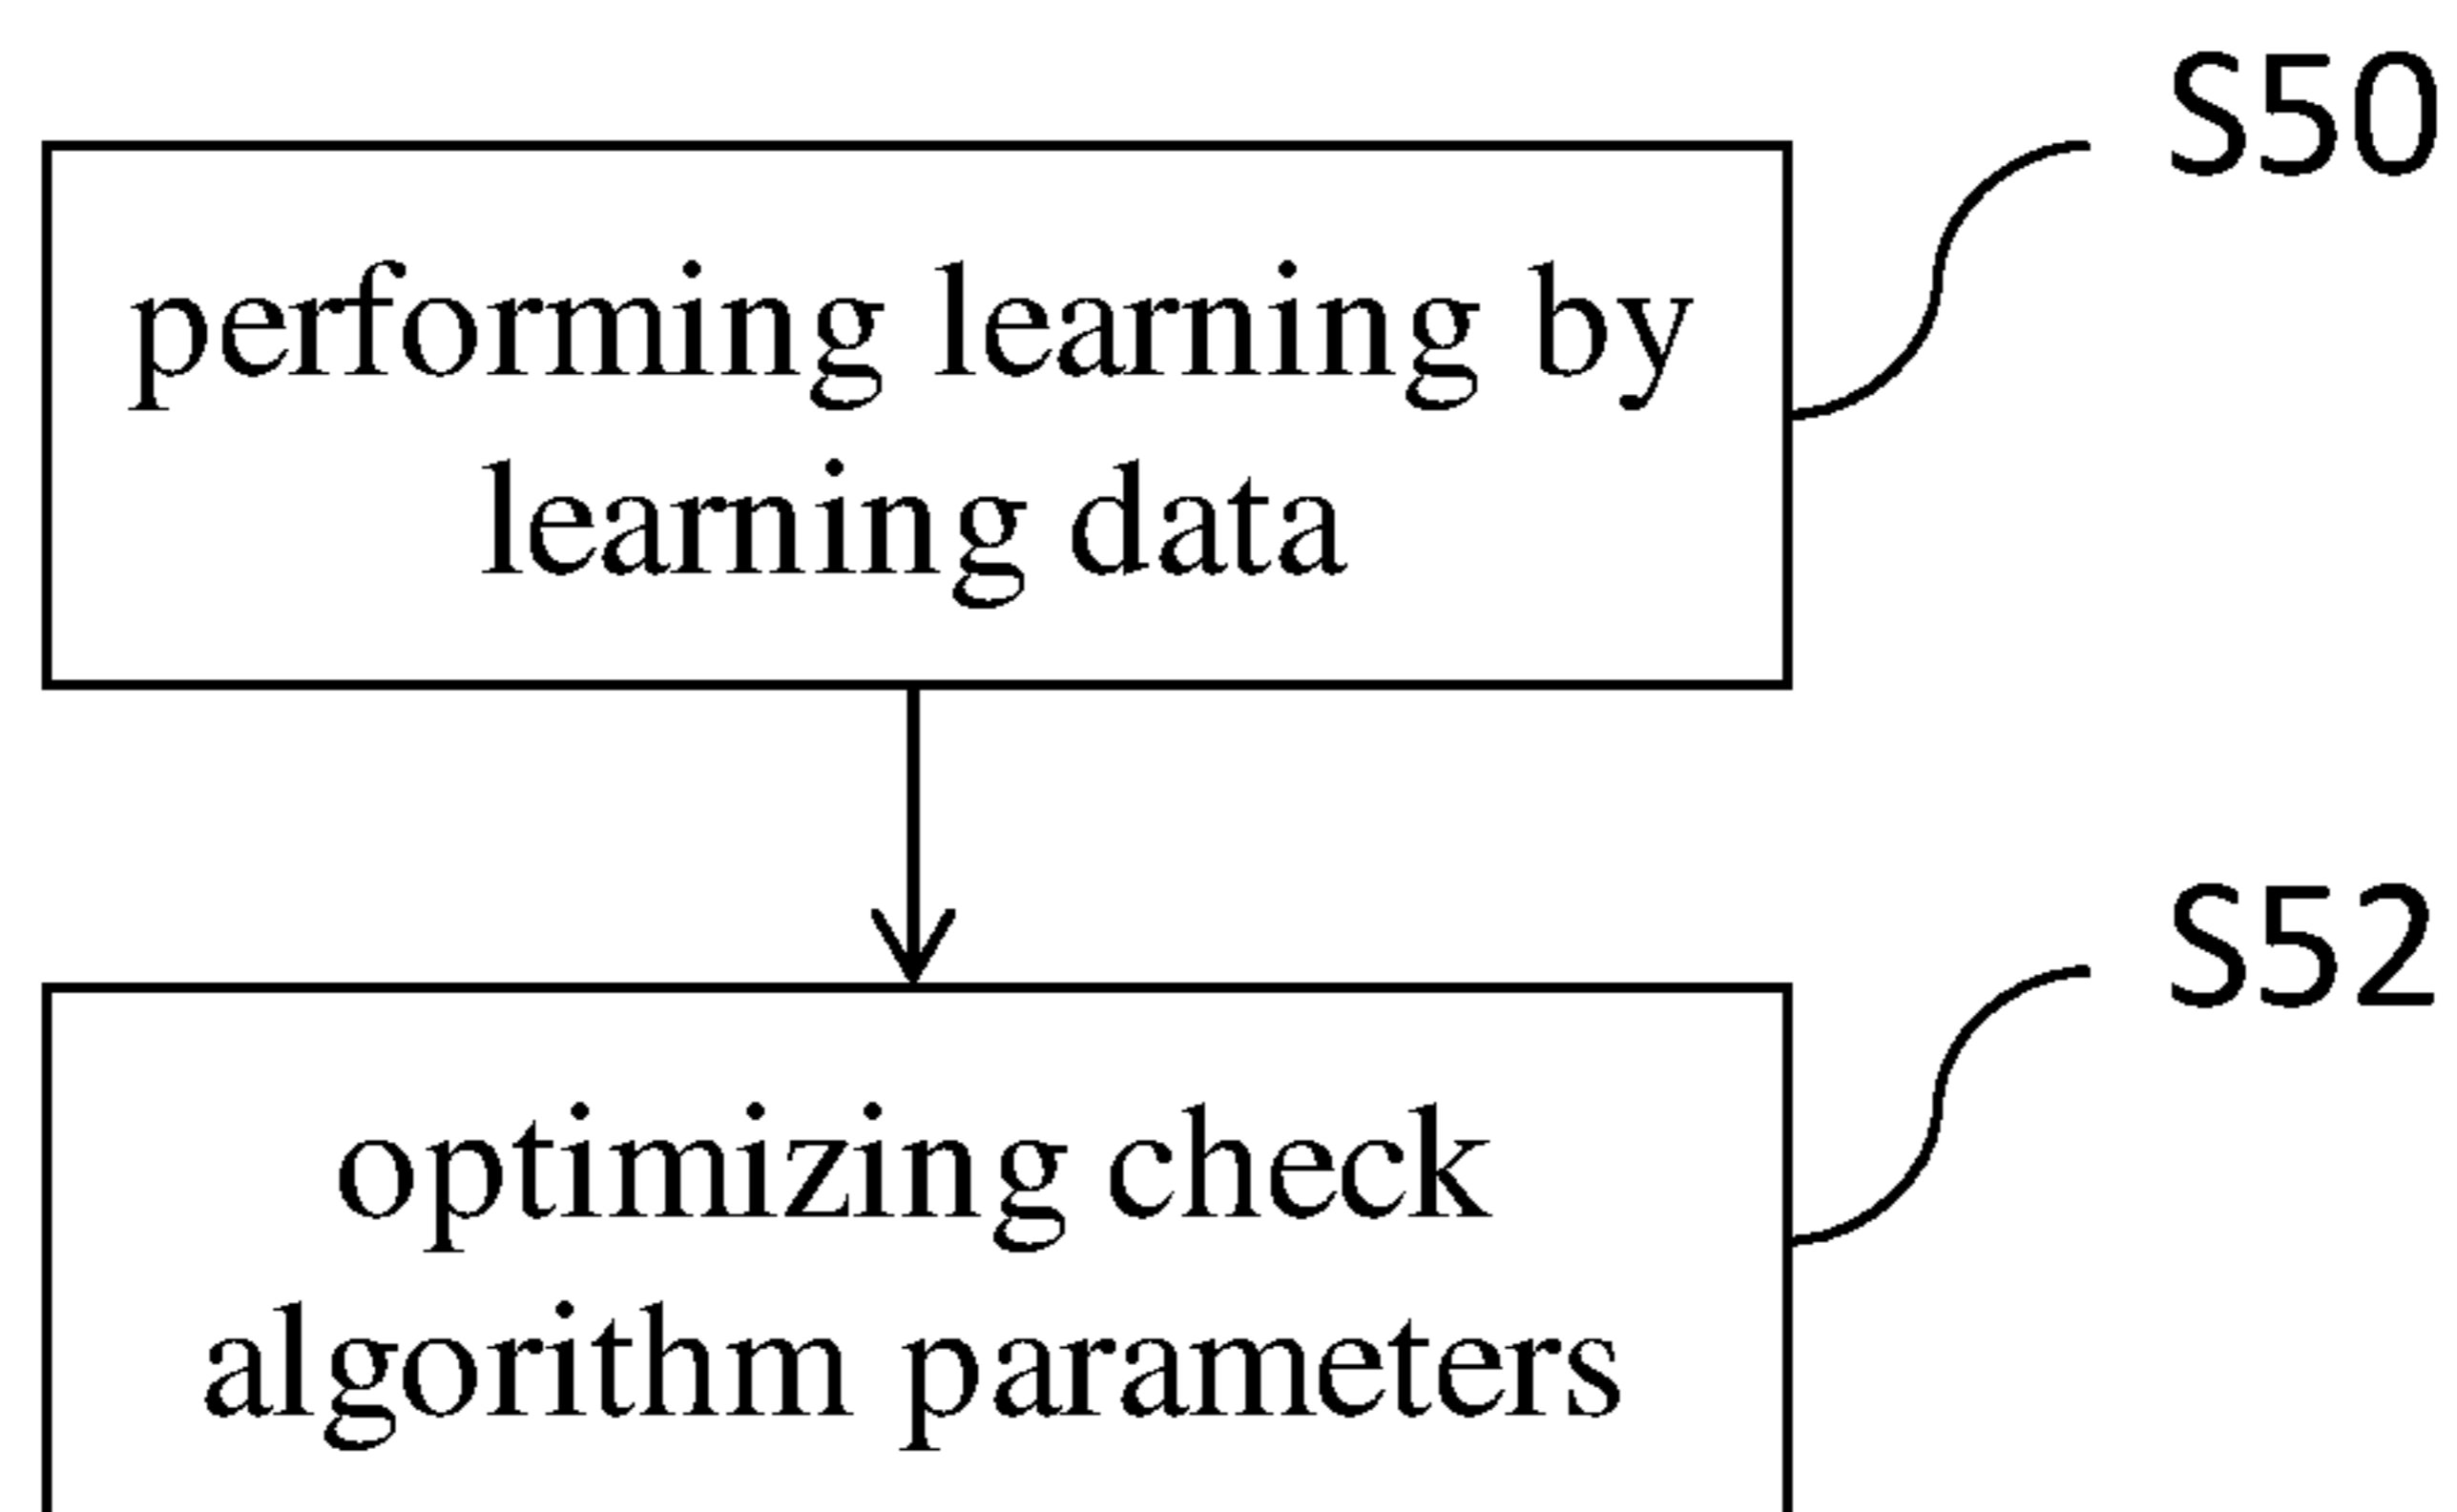 S50
performing learning by
learning data
S52
optimizing check
algorithm parameters